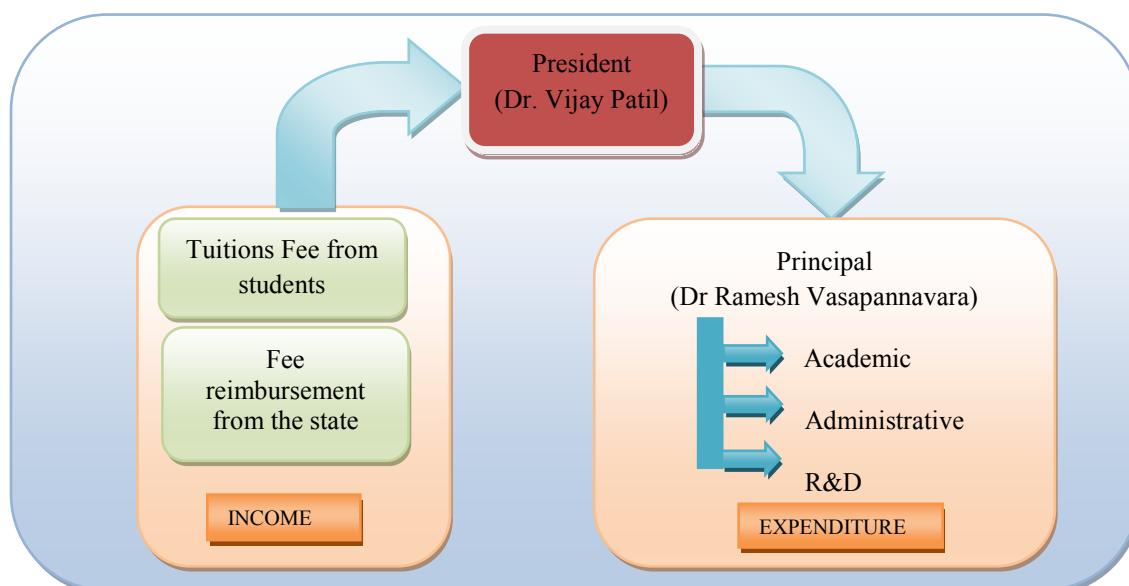 President
(Dr. Vijay Patil)
Tuitions Fee from
students
Fee
reimbursement
from the state
INCOME
Principal
(Dr Ramesh Vasapannavara)
Academic
Administrative
R&D
EXPENDITURE